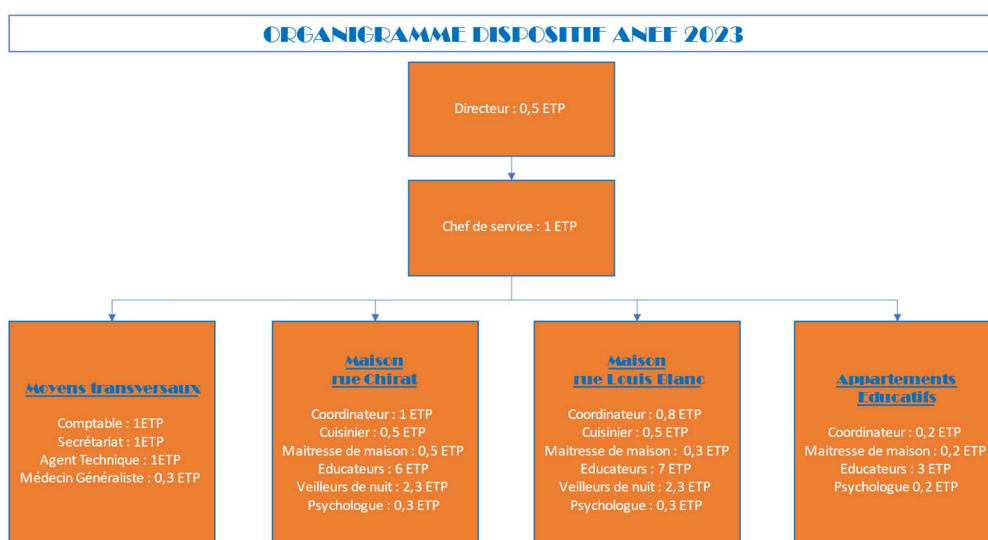 ORGANIGRAMME DISPOSITIF ANEF 2023
Directeur : 0,5 ETP
Chef de service : 1 ETP
Moyens transversaux
Comptable : 1ETP
Secrétariat : 1ETP
Agent Technique : 1ETP
Médecin Généraliste : 0,3 ETP
Maison
rue Chirat
Coordinateur : 1 ETP
Cuisinier : 0,5 ETP
Maitresse de maison : 0,5 ETP
Educateurs : 6 ETP
Veilleurs de nuit : 2,3 ETP
Psychologue : 0,3 ETP
Maison
rue Louis Blanc
Coordinateur : 0,8 ETP
Cuisinier : 0,5 ETP
Maitresse de maison : 0,3 ETP
Educateurs : 7 ETP
Veilleurs de nuit : 2,3 ETP
Psychologue : 0,3 ETP
Appartements
Educatifs
Coordinateur : 0,2 ETP
Maitresse de maison : 0,2 ETP
Educateurs : 3 ETP
Psychologue 0,2 ETP